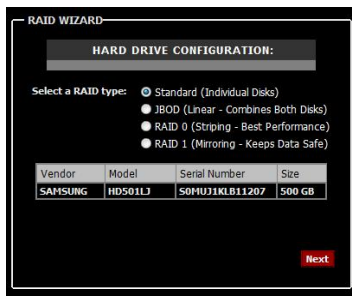 RAID WIZARD
HARD DRIVE CONFIGURATION:
Select a RAID type: Standard (Individual Disks)
JBOD (Linear - Combines Both Disks)
RAID 0 (Striping - Best Performance)
RAID 1 (Mirroring - Keeps Data Safe)
Vendor Model Serial Number Size
SAMSUNG HD501LJ S0MUJ1KLB11207 500 GB
Next